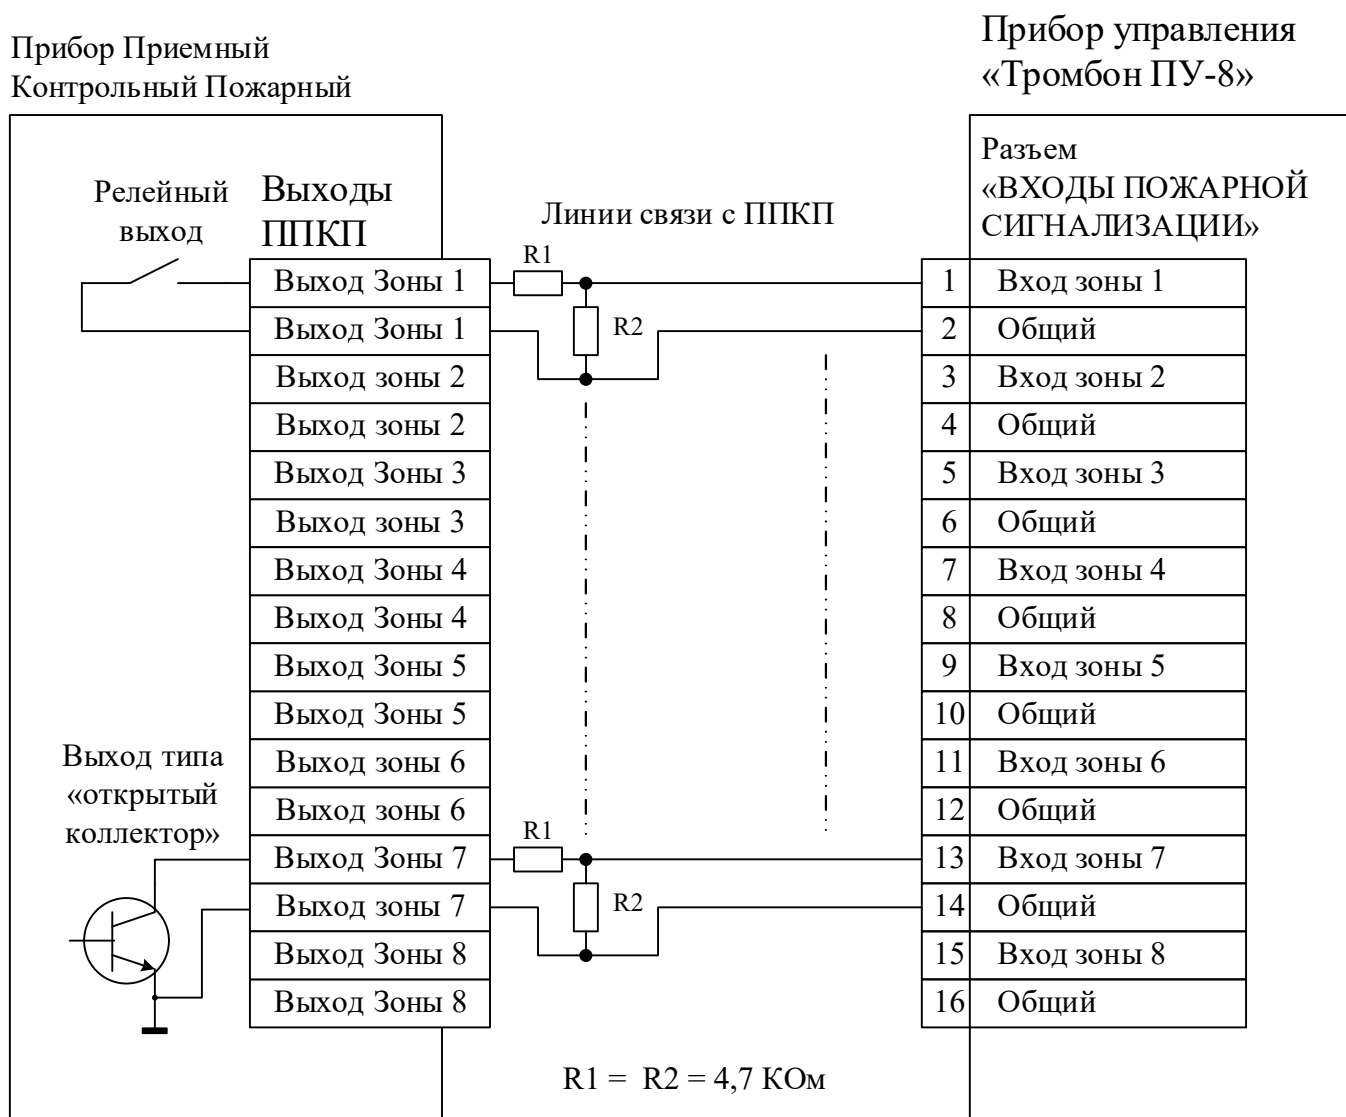 Прибор Приемный
Контрольный Пожарный
Прибор управления
«Тромбон ПУ-8»
Релейный
выход
Выходы
ППКП
Линии связи с ППКП
Разъем
«ВХОДЫ ПОЖАРНОЙ
СИГНАЛИЗАЦИИ»
R1
Выход Зоны 1
1 Вход зоны 1
Выход Зоны 1
R2
2 Общий
Выход зоны 2
3 Вход зоны 2
Выход зоны 2
4 Общий
Выход Зоны 3
5 Вход зоны 3
Выход зоны 3
6 Общий
Выход Зоны 4
7 Вход зоны 4
Выход Зоны 4
8 Общий
Выход Зоны 5
9 Вход зоны 5
Выход Зоны 5
10 Общий
Выход типа
«открытый
коллектор»
Выход зоны 6
11 Вход зоны 6
Выход зоны 6
12 Общий
R1
Выход Зоны 7
13 Вход зоны 7
Выход зоны 7
R2
14 Общий
Выход Зоны 8
15 Вход зоны 8
Выход Зоны 8
16 Общий
R1 = R2 = 4,7 КОм